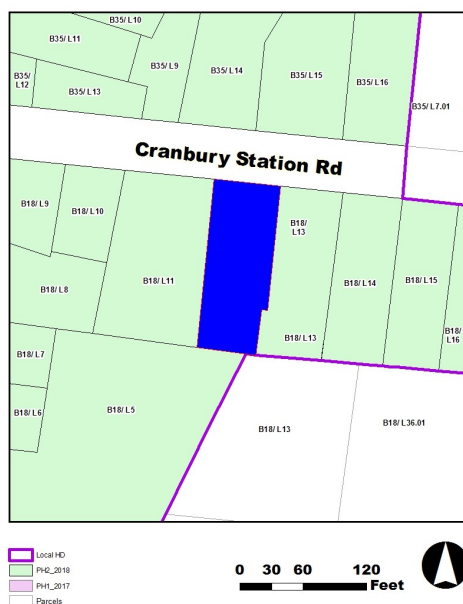 B35/ L10
B35/ L11
B35/ L9
B35/ L14
B35/ L15
B35/ L16
B35/
L12
B35/ L13
B35/ L7.01
Cranbury Station Rd
B18/ L9
B18/ L10
B18/
L13
B18/ L11
B18/ L14
B18/ L15
B18/ L8
B18/
L16
B18/ L13
B18/ L7
B18/ L6
B18/ L5
B18/ L13
B18/ L36.01
Local HD
PH2_2018
PH1_2017
Parcels
0 30 60 120
Feet